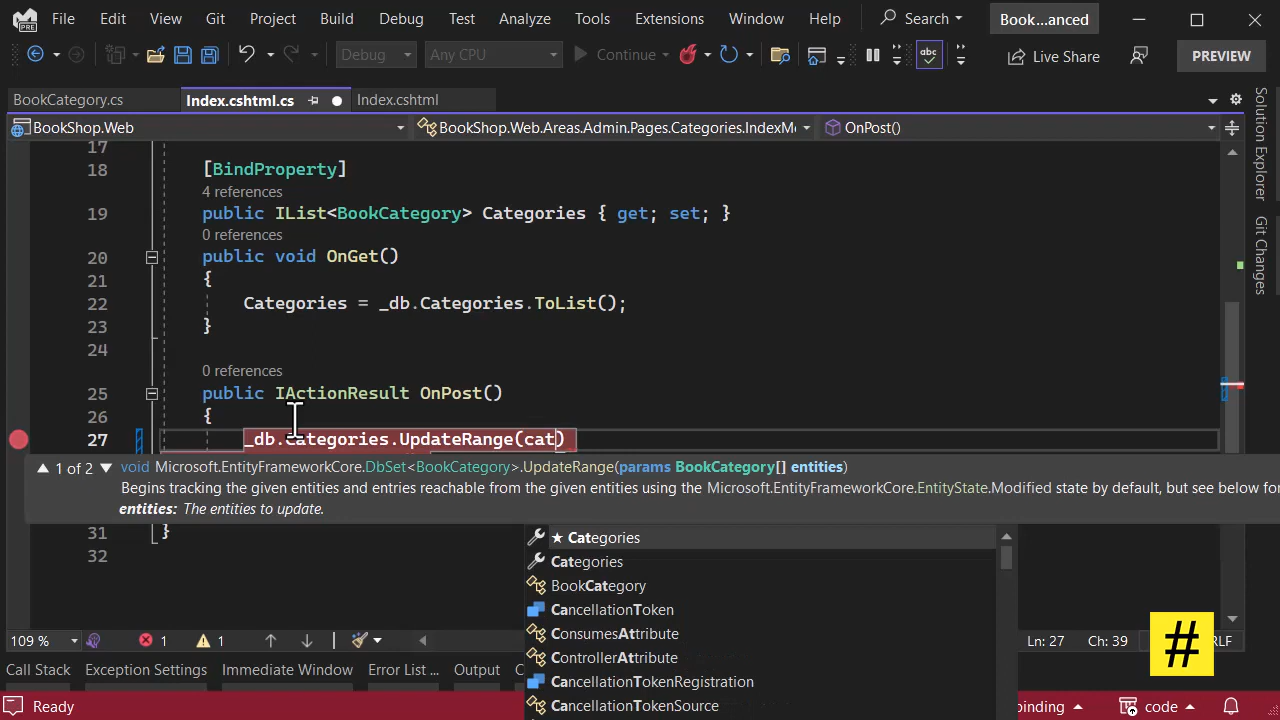 File Edit View Git Project Build Debug Test Analyze Tools Extensions Window Help Search Book...anced
PRE
Debug Any CPU Continue abc Live Share PREVIEW
BookCategory.cs Index.cshtml.cs Index.cshtml
BookShop.Web BookShop.Web.Areas.Admin.Pages.Categories.IndexMo OnPost()
17
18 [BindProperty]
4 references
19 public IList<BookCategory> Categories { get; set; }
0 references
20 public void OnGet()
21 {
22 Categories = _db.Categories.ToList();
23 }
24
0 references
25 public IActionResult OnPost()
26 {
27 _db.Categories.UpdateRange(cat)
1 of 2 void Microsoft.EntityFrameworkCore.DbSet<BookCategory>.UpdateRange(params BookCategory[] entities)
Begins tracking the given entities and entries reachable from the given entities using the Microsoft.EntityFrameworkCore.EntityState.Modified state by default, but see below for
entities: The entities to update.
31 }
32
★ Categories
Categories
BookCategory
CancellationToken
ConsumesAttribute
ControllerAttribute
CancellationTokenRegistration
CancellationTokenSource
109 % 1 1 Ln: 27 Ch: 39 RLF
#
Call Stack Exception Settings Immediate Window Error List ... Output
Ready binding code
Solution Explorer
Git Changes